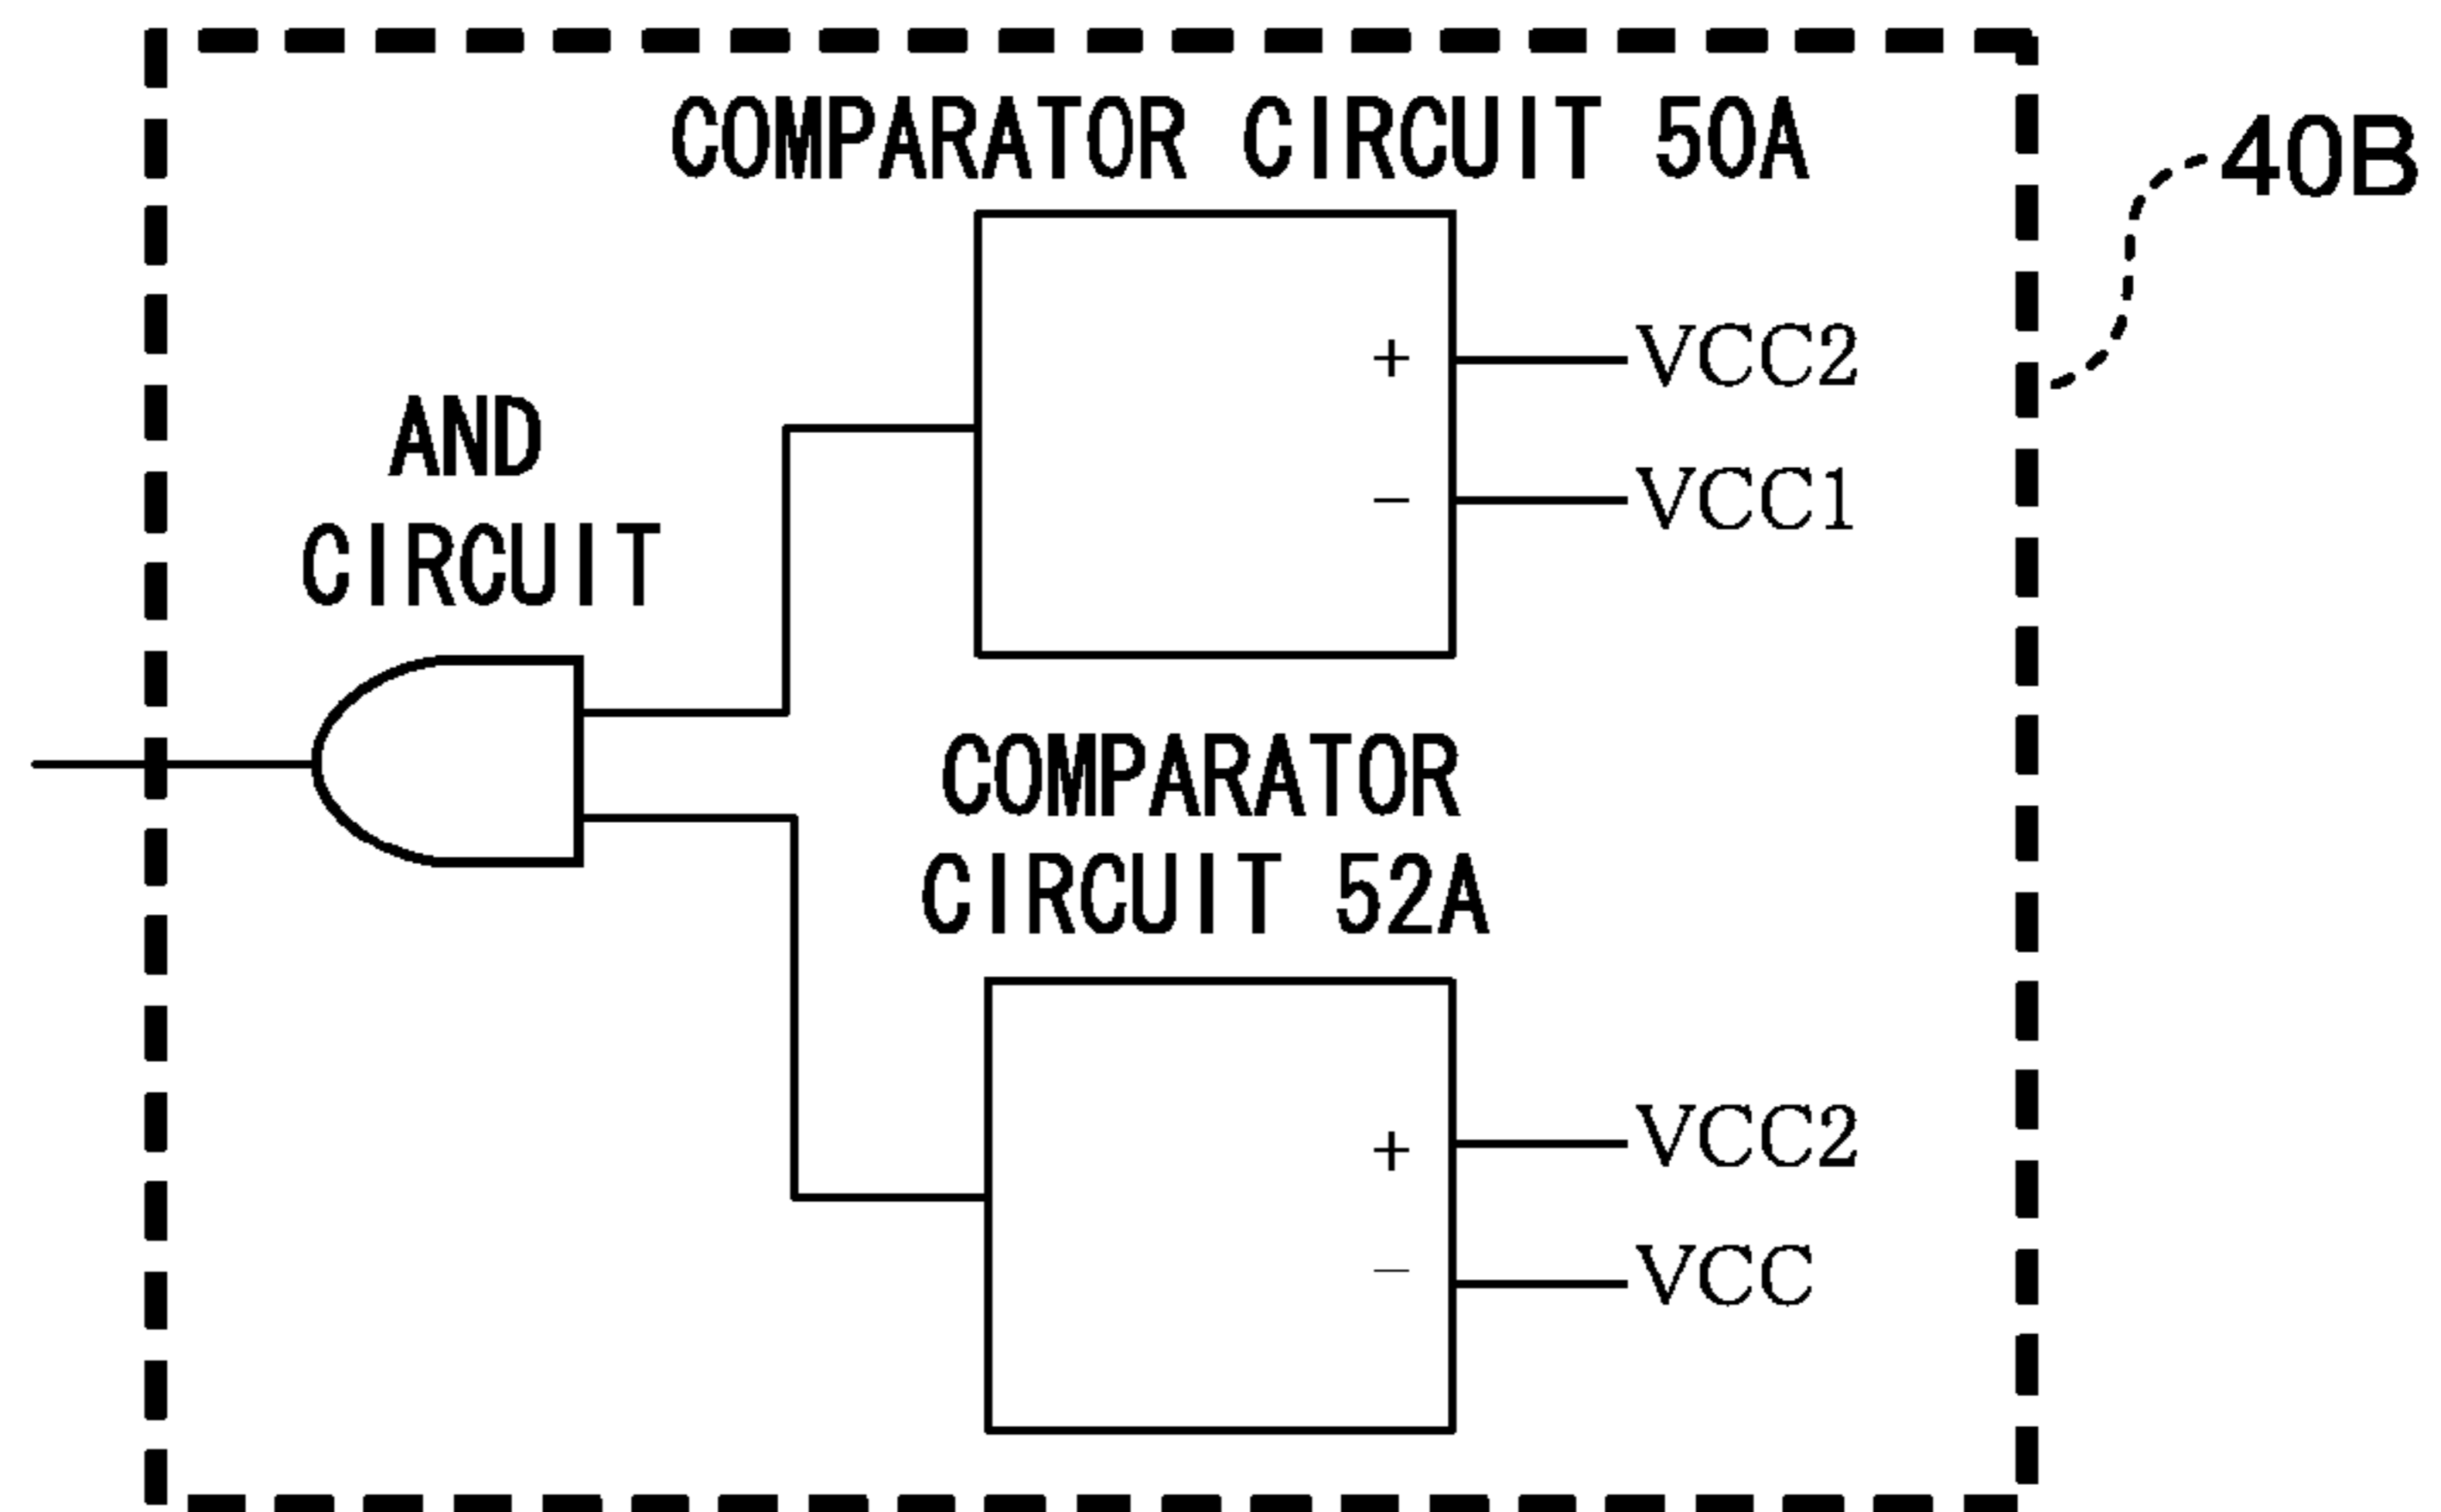 COMPARATOR CIRCUIT 50A
40B
+
VCC2
-
VCC1
AND
CIRCUIT
COMPARATOR
CIRCUIT 52A
+
VCC2
-
VCC